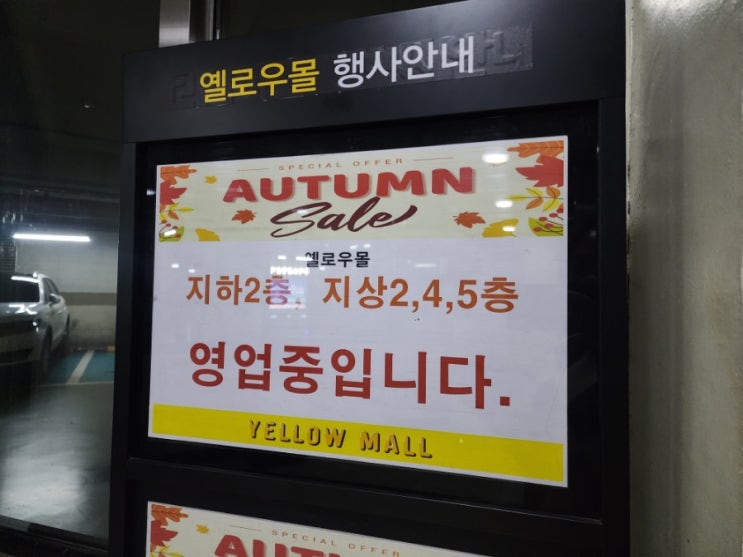 옐로우몰 행사안내
SPECIAL OFFER
AUTUMN
Sale
옐로우몰
지하2층, 지상2,4,5층
영업중입니다.
YELLOW MALL
SPECIAL OFFER
AUTUMN